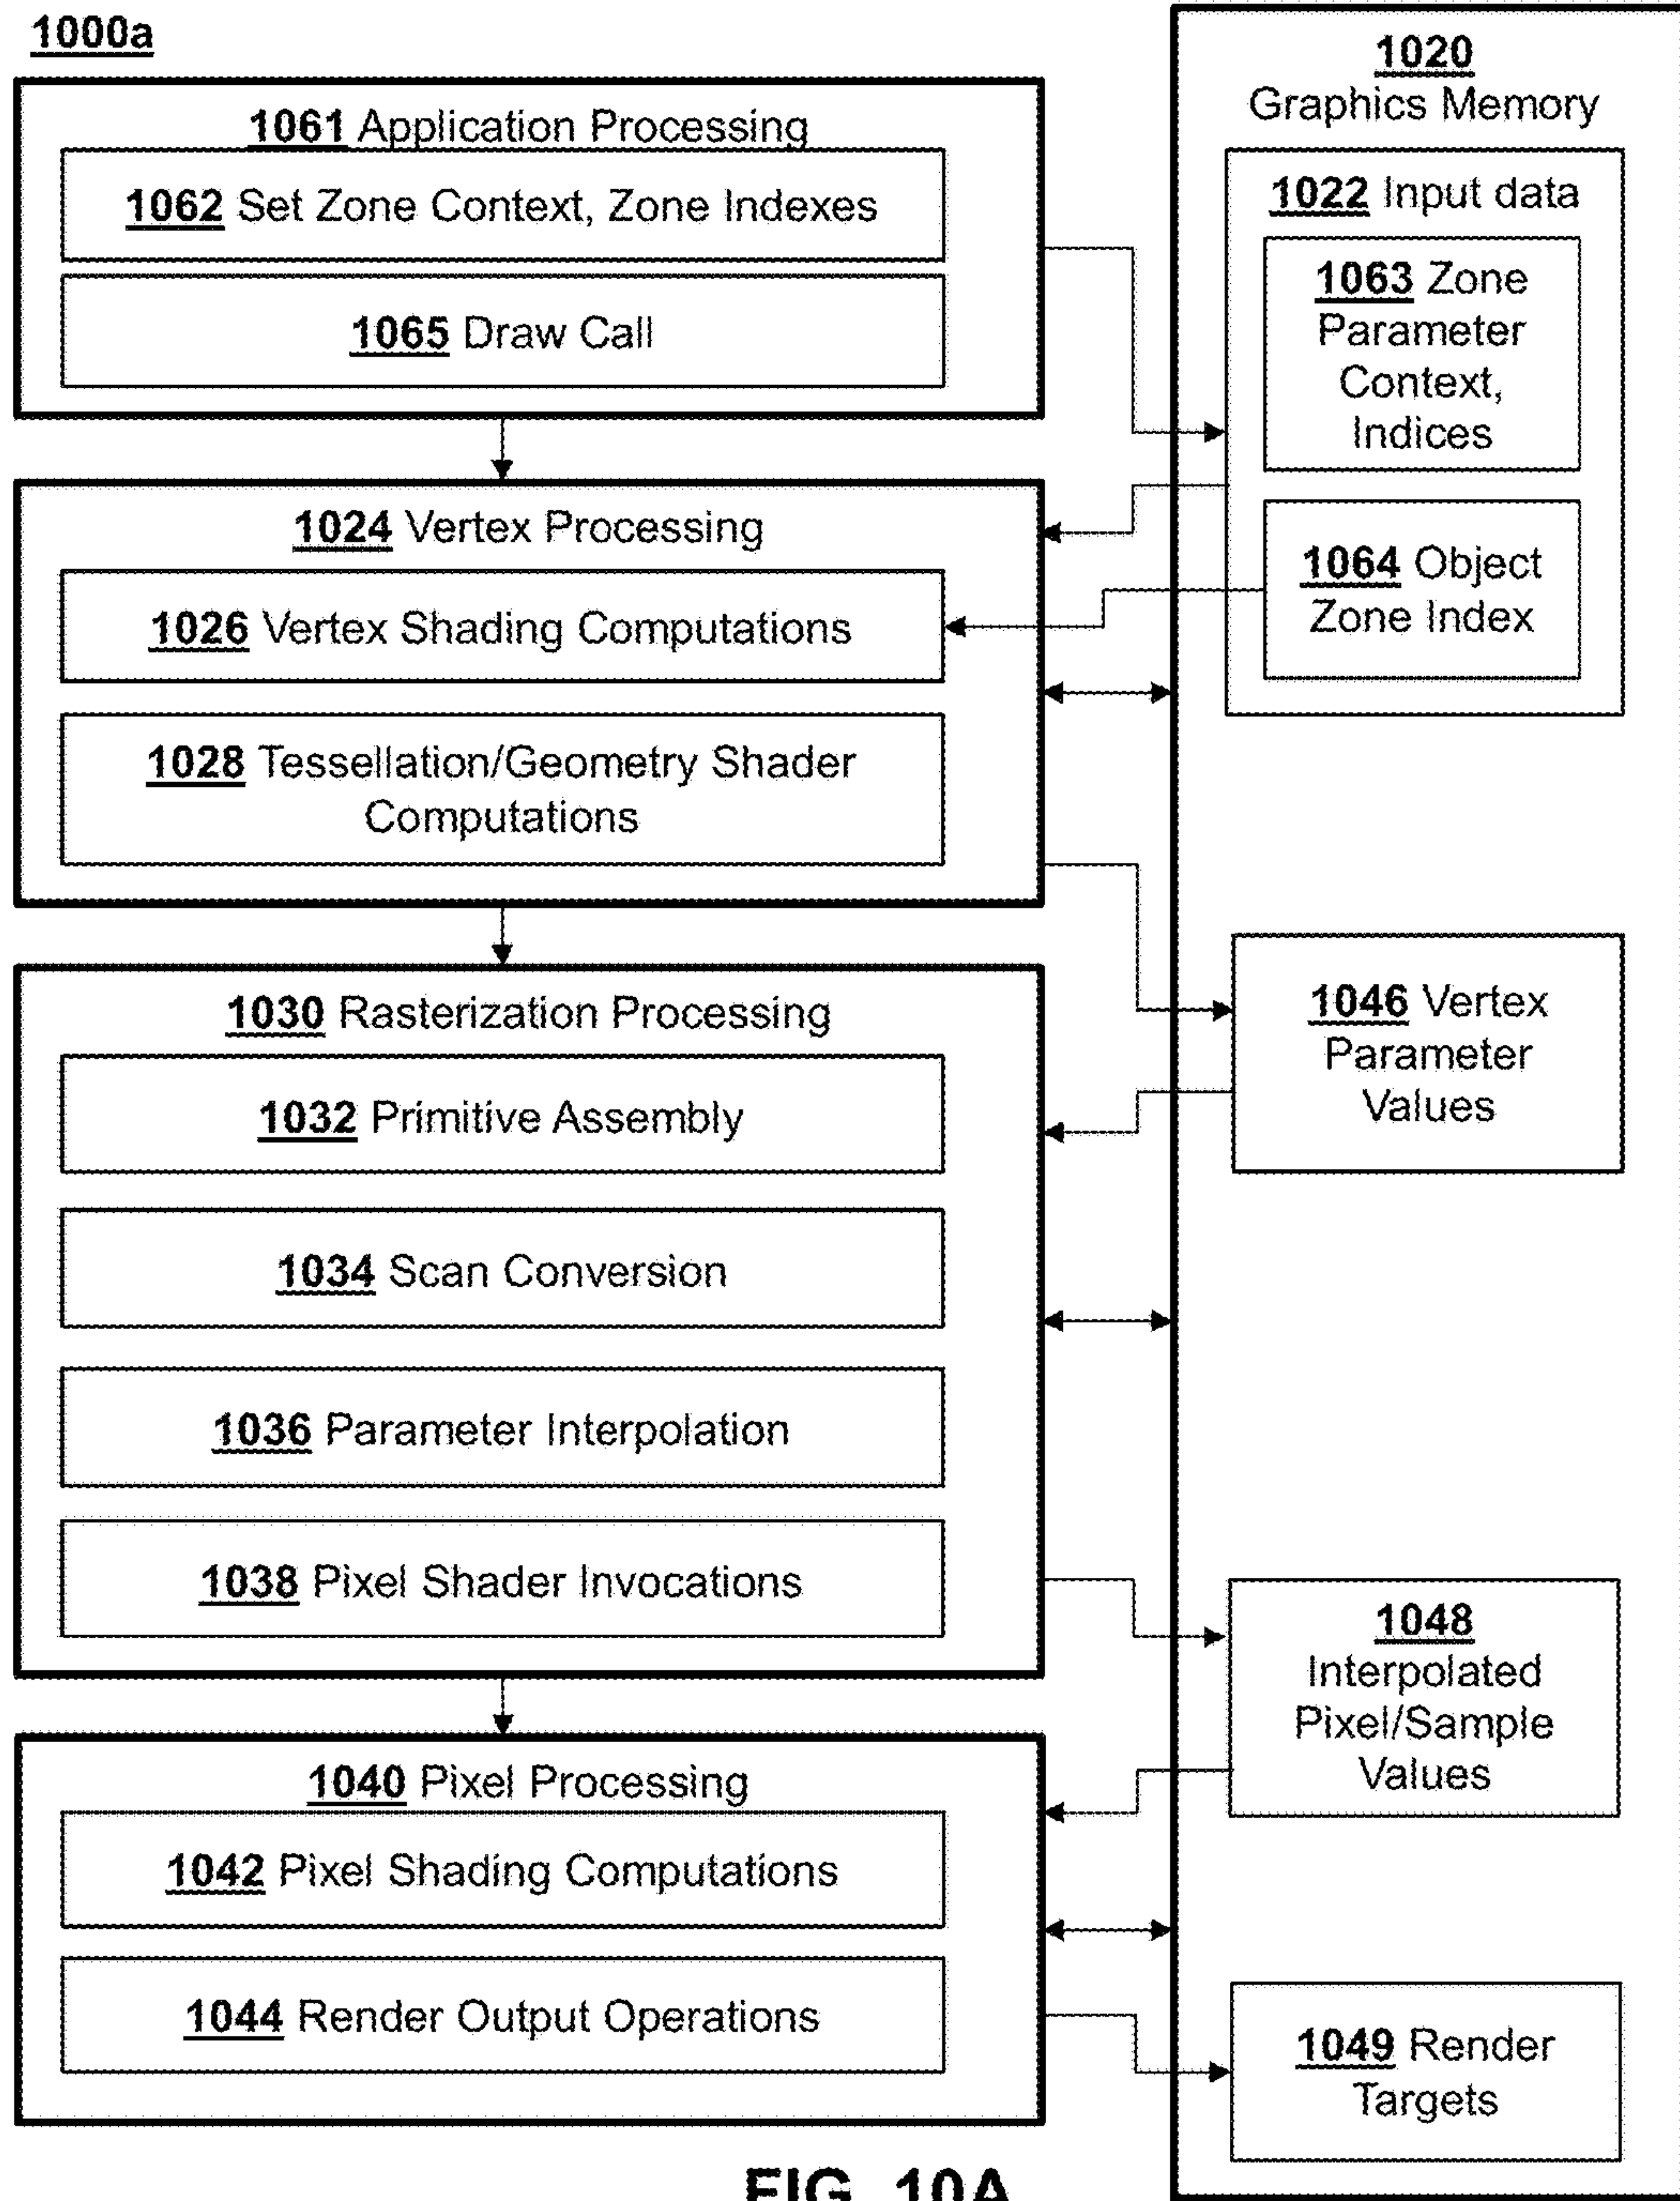 1000a
1061 Application Processing
1062 Set Zone Context, Zone Indexes
1065 Draw Call
1024 Vertex Processing
1026 Vertex Shading Computations
1028 Tessellation/Geometry Shader
Computations
1030 Rasterization Processing
1032 Primitive Assembly
1034 Scan Conversion
1036 Parameter Interpolation
1038 Pixel Shader Invocations
1040 Pixel Processing
1042 Pixel Shading Computations
1044 Render Output Operations
1020
Graphics Memory
1022 Input data
1063 Zone
Parameter
Context,
Indices
1064 Object
Zone Index
1046 Vertex
Parameter
Values
1048
Interpolated
Pixel/Sample
Values
1049 Render
Targets
FIG. 10A